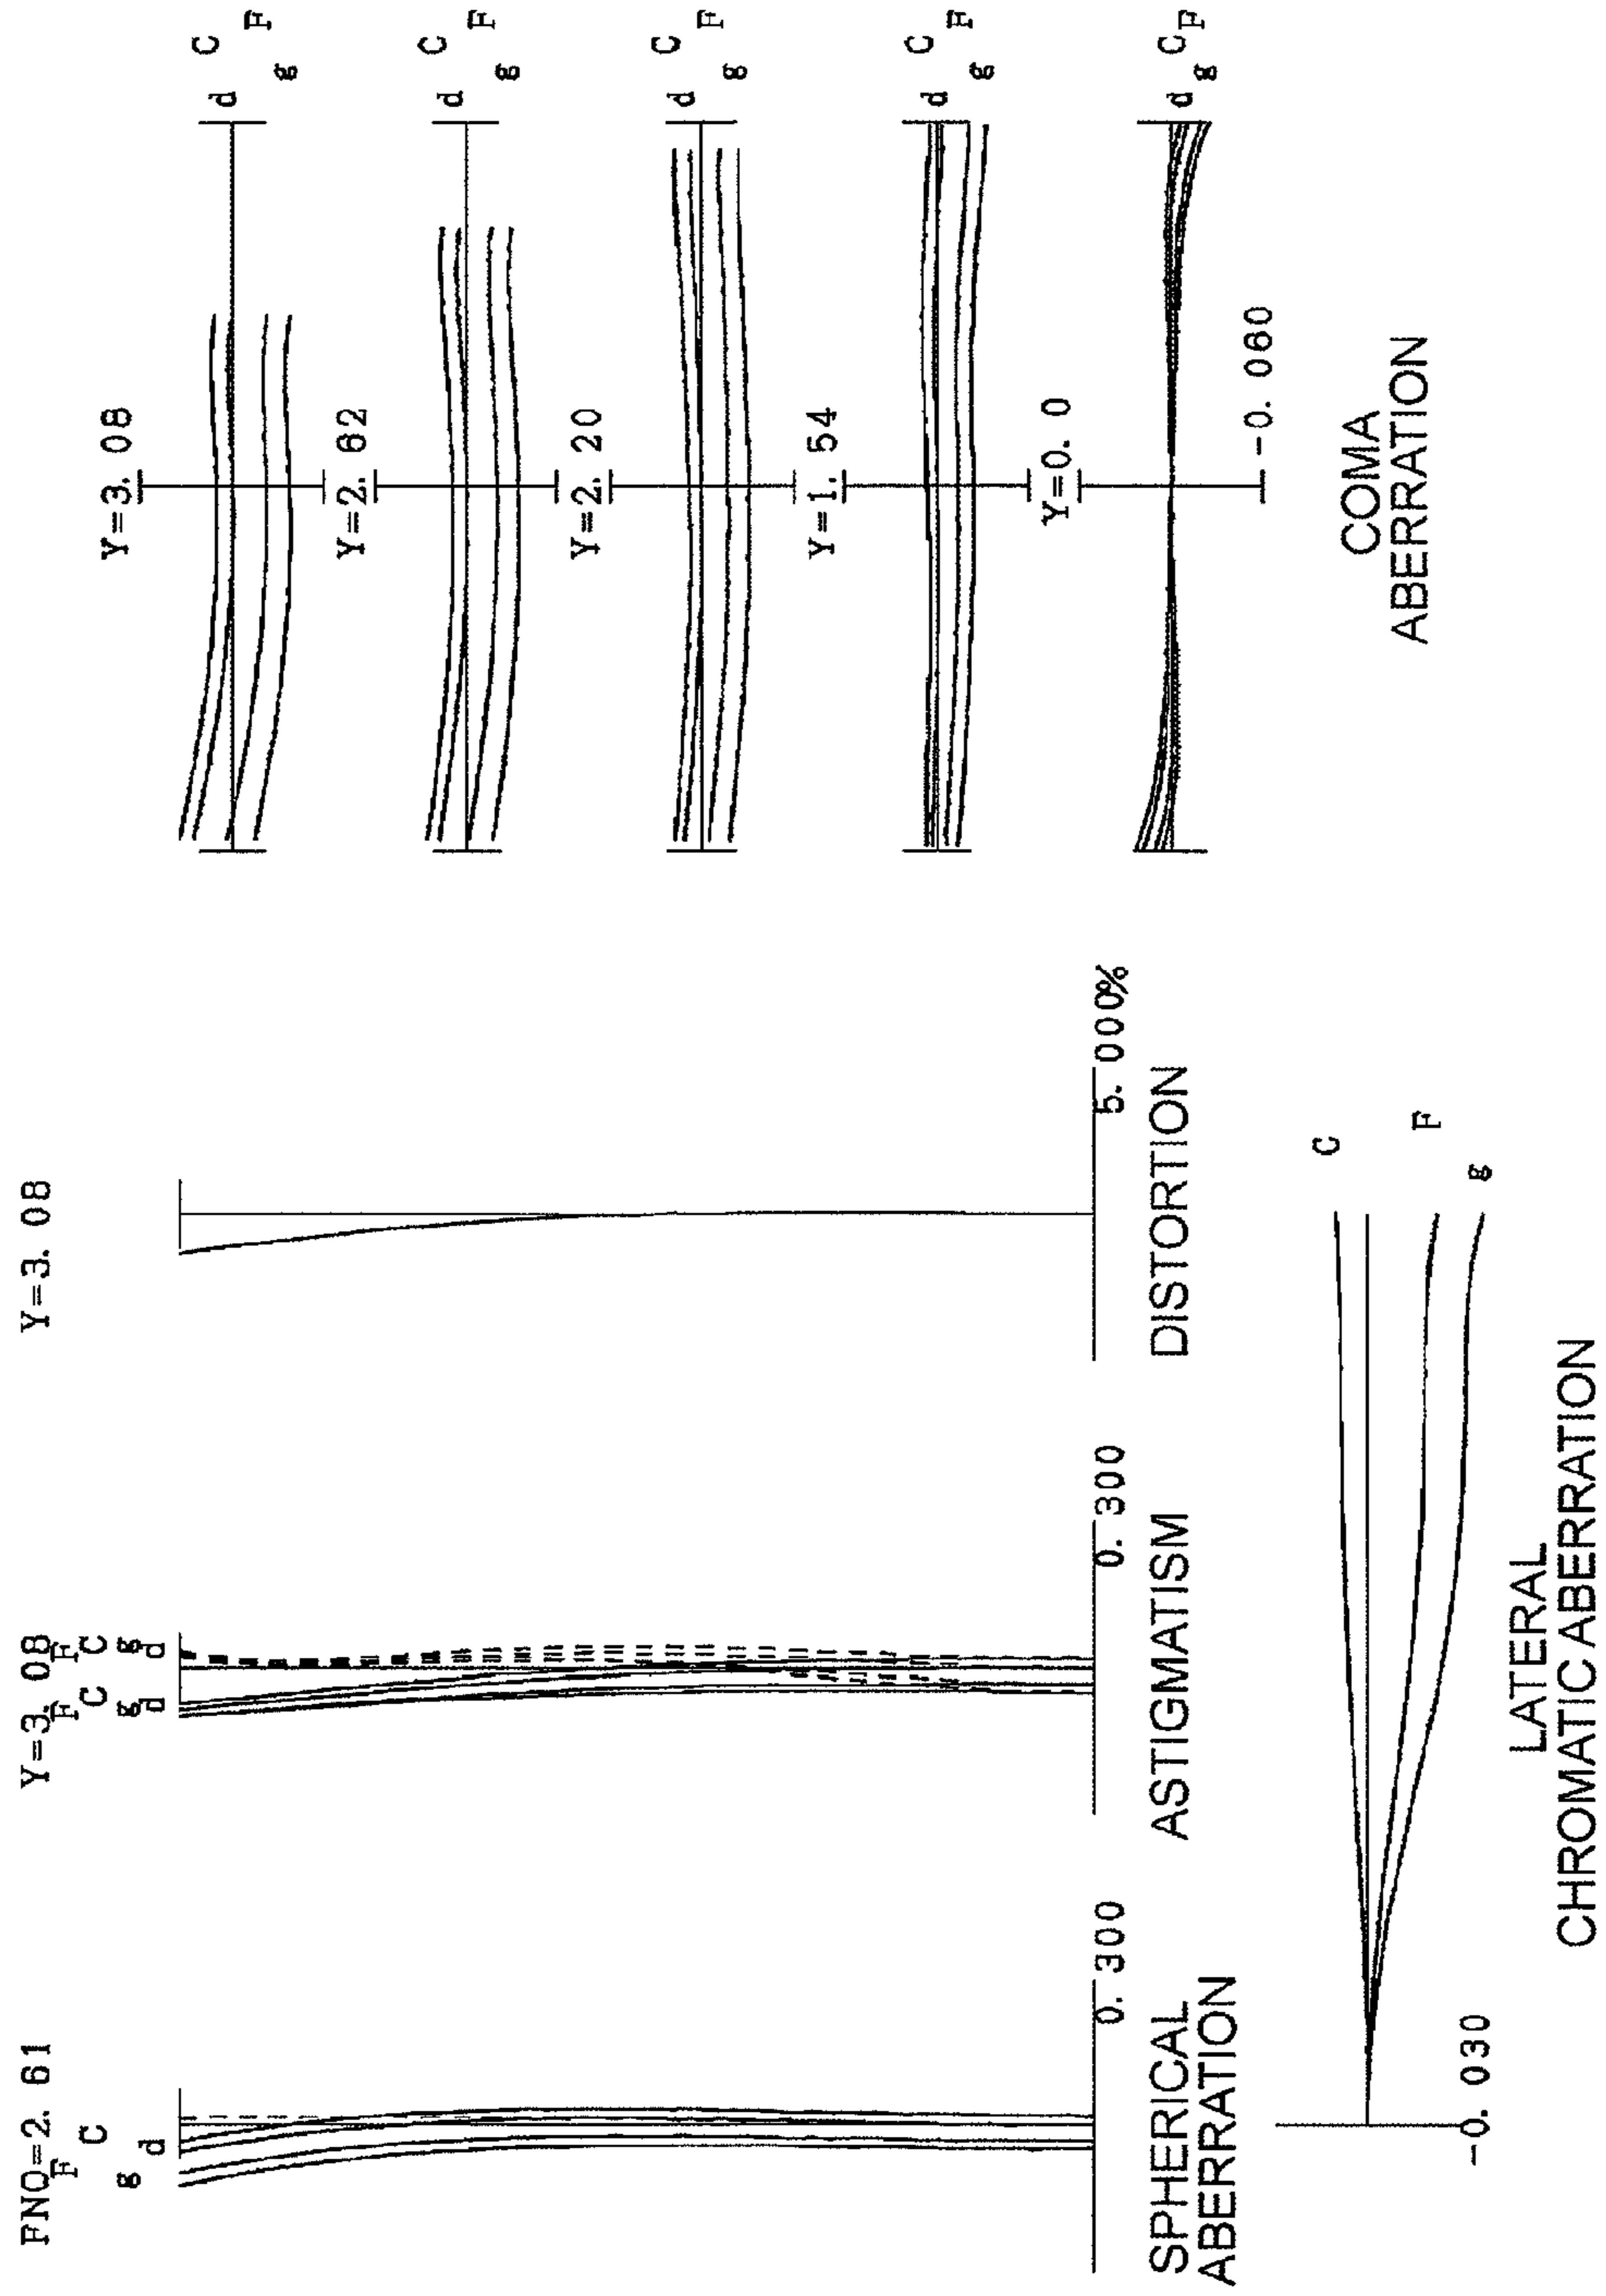 FNO=2.61
F
C
g
d
0.300
SPHERICAL
ABERRATION
Y=3.08
F
C
g
d
F
C
g
d
0.300
ASTIGMATISM
Y=3.08
5.000%
DISTORTION
C
F
g
-0.030
LATERAL
CHROMATIC ABERRATION
Y=3.08
d
g
C
F
Y=2.62
d
g
C
F
Y=2.20
d
g
C
F
Y=1.54
d
g
C
F
Y=0.0
d
g
C
F
-0.060
COMA
ABERRATION